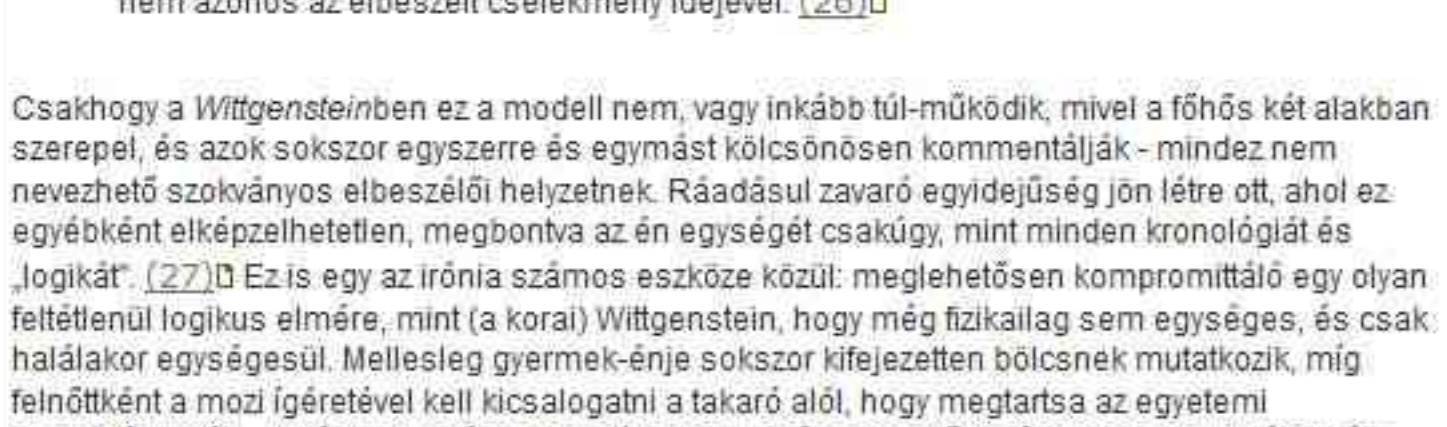 nem azonos az elbeszélt cselekmény idejével. (26)
Csakhogy a Wittgensteinben ez a modell nem, vagy inkább túl-működik, mivel a főhős két alakban
szerepel, és azok sokszor egyszerre és egymást kölcsönösen kommentálják - mindez nem
nevezhető szokványos elbeszélői helyzetnek. Ráadásul zavaró egyidejűség jön létre ott, ahol ez
egyébként elképzelhetetlen, megbontva az én egységét csakúgy, mint minden kronológiát és
„logikát”. (27) Ez is egy az irónia számos eszköze közül: meglehetősen kompromittáló egy olyan
feltétlenül logikus elmére, mint (a korai) Wittgenstein, hogy még fizikailag sem egységes, és csak
halálakor egységesül. Mellesleg gyermek-énje sokszor kifejezetten bölcsnek mutatkozik, míg
felnőttként a mozi ígéretével kell kicsalogatni a takaró alól, hogy megtartsa az egyetemi